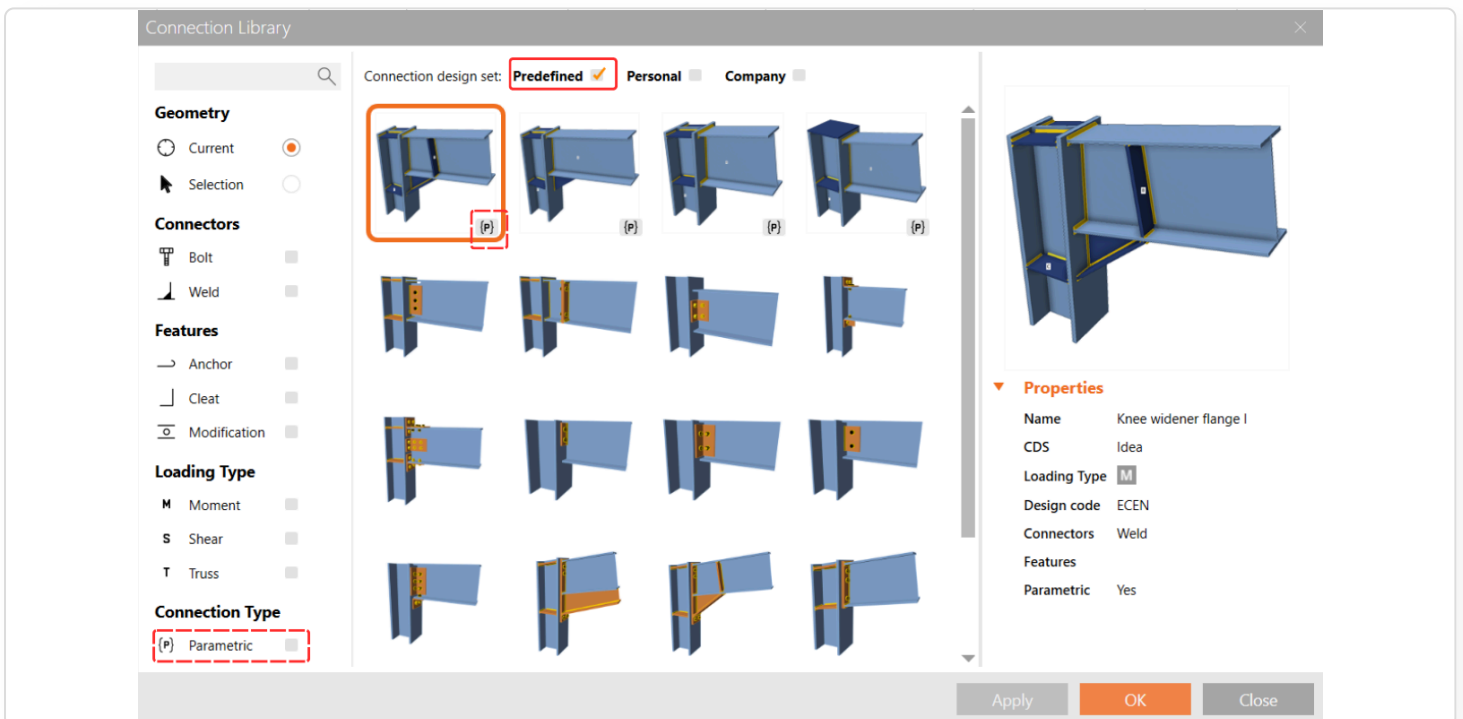 Connection Library
Connection design set: Predefined Personal Company
Geometry
Current
Selection
Connectors
Bolt
Weld
Features
Anchor
Cleat
Modification
Loading Type
M Moment
S Shear
T Truss
Connection Type
{P} Parametric
{P} {P} {P} {P}
Properties
Name Knee widener flange I
CDS Idea
Loading Type M
Design code ECEN
Connectors Weld
Features
Parametric Yes
Apply OK Close